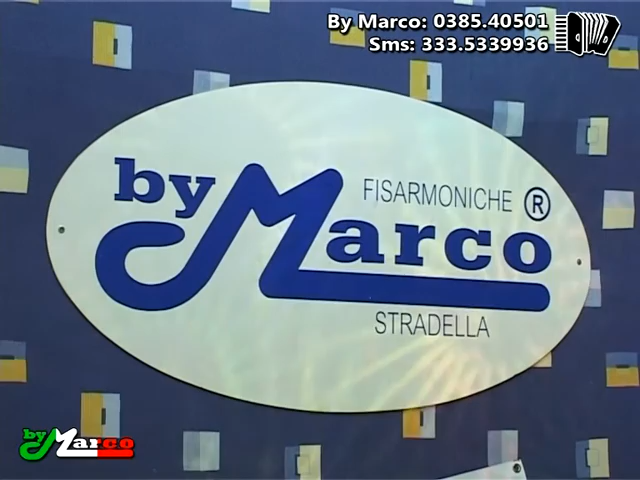 By Marco: 0385.40501
Sms: 333.5339936
by Marco
FISARMONICHE ®
STRADELLA
by Marco